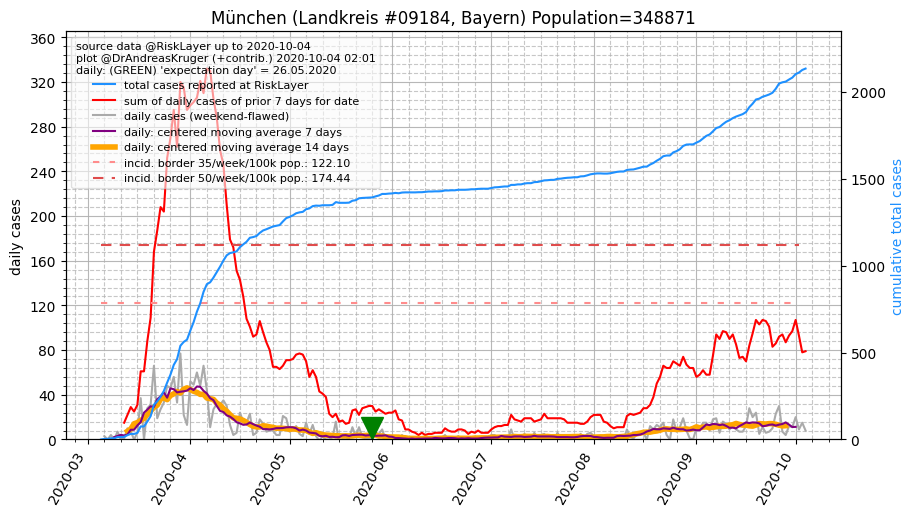 München (Landkreis #09184, Bayern) Population=348871
source data @RiskLayer up to 2020-10-04
plot @DrAndreasKruger (+contrib.) 2020-10-04 02:01
daily: (GREEN) 'expectation day' = 26.05.2020
total cases reported at RiskLayer
sum of daily cases of prior 7 days for date
daily cases (weekend-flawed)
daily: centered moving average 7 days
daily: centered moving average 14 days
incid. border 35/week/100k pop.: 122.10
incid. border 50/week/100k pop.: 174.44
daily cases
360
320
280
240
200
160
120
80
40
0
cumulative total cases
2000
1500
1000
500
0
2020-03
2020-04
2020-05
2020-06
2020-07
2020-08
2020-09
2020-10